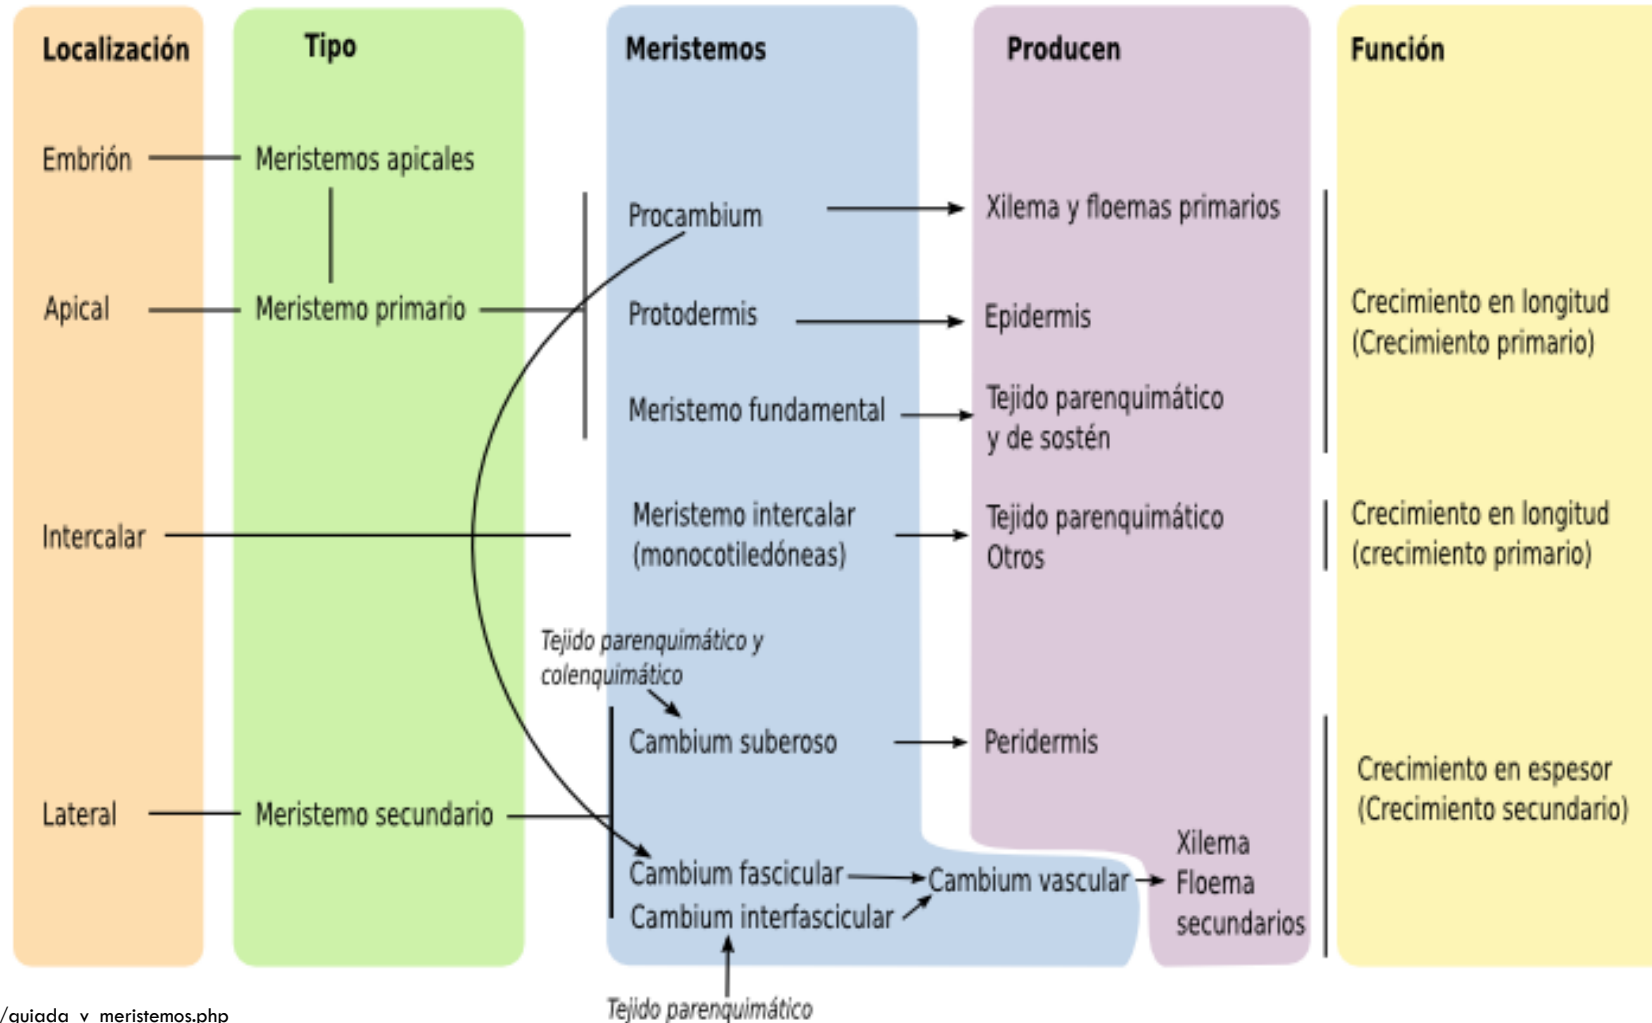 Localización
Tipo
Meristemos
Producen
Función
Embrión
Meristemos apicales
Procambium
Xilema y floemas primarios
Apical
Meristemo primario
Protodermis
Epidermis
Crecimiento en longitud
(Crecimiento primario)
Meristemo fundamental
Tejido parenquimático
y de sostén
Intercalar
Meristemo intercalar
(monocotiledóneas)
Tejido parenquimático
Otros
Crecimiento en longitud
(crecimiento primario)
Tejido parenquimático y
colenquimático
Cambium suberoso
Peridermis
Crecimiento en espesor
(Crecimiento secundario)
Lateral
Meristemo secundario
Cambium fascicular
Cambium interfascicular
Cambium vascular
Xilema
Floema
secundarios
Tejido parenquimático
/guiada_v_meristemos.php